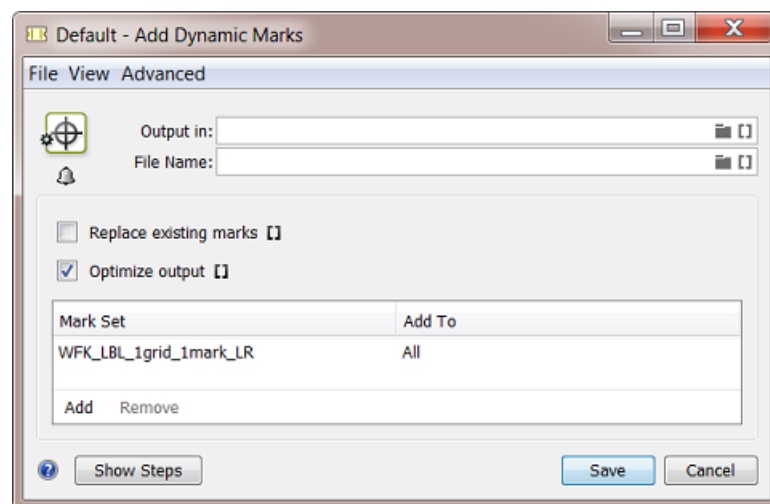 Default - Add Dynamic Marks
File View Advanced
Output in:
File Name:
Replace existing marks []
Optimize output []
Mark Set Add To
WFK_LBL_1grid_1mark_LR All
Add Remove
Show Steps Save Cancel